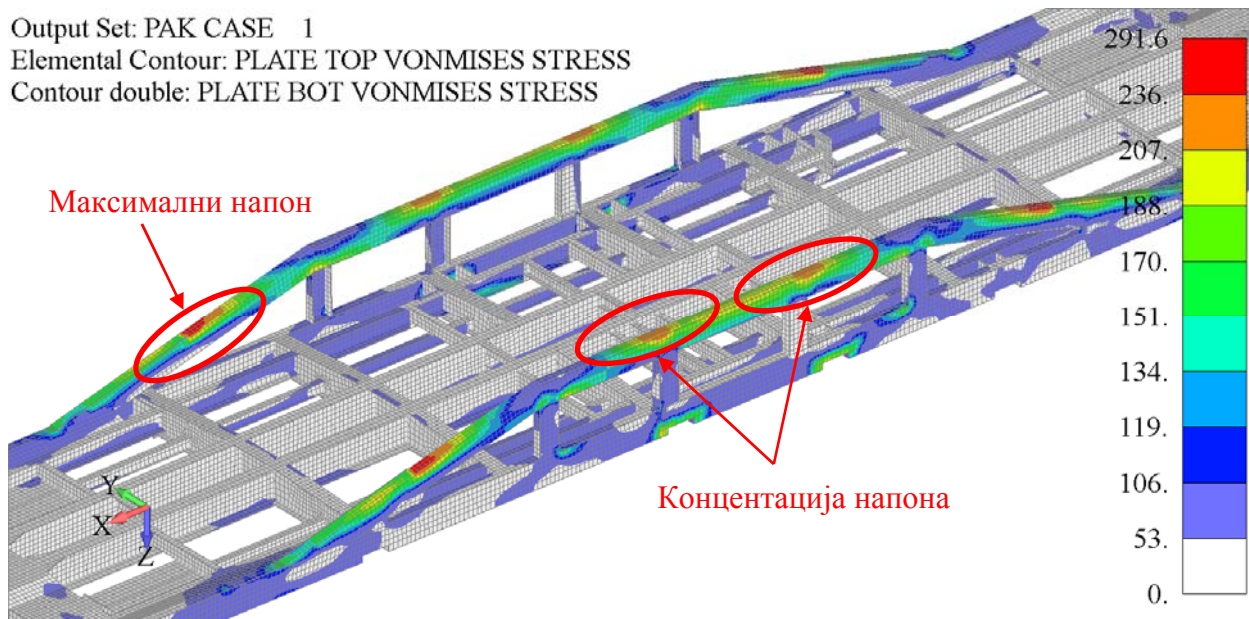 Output Set: PAK CASE 1
Elemental Contour: PLATE TOP VONMISES STRESS
Contour double: PLATE BOT VONMISES STRESS
Максимални напон
Концентација напона
Y
X
Z
291.6
236.
207.
188.
170.
151.
134.
119.
106.
53.
0.